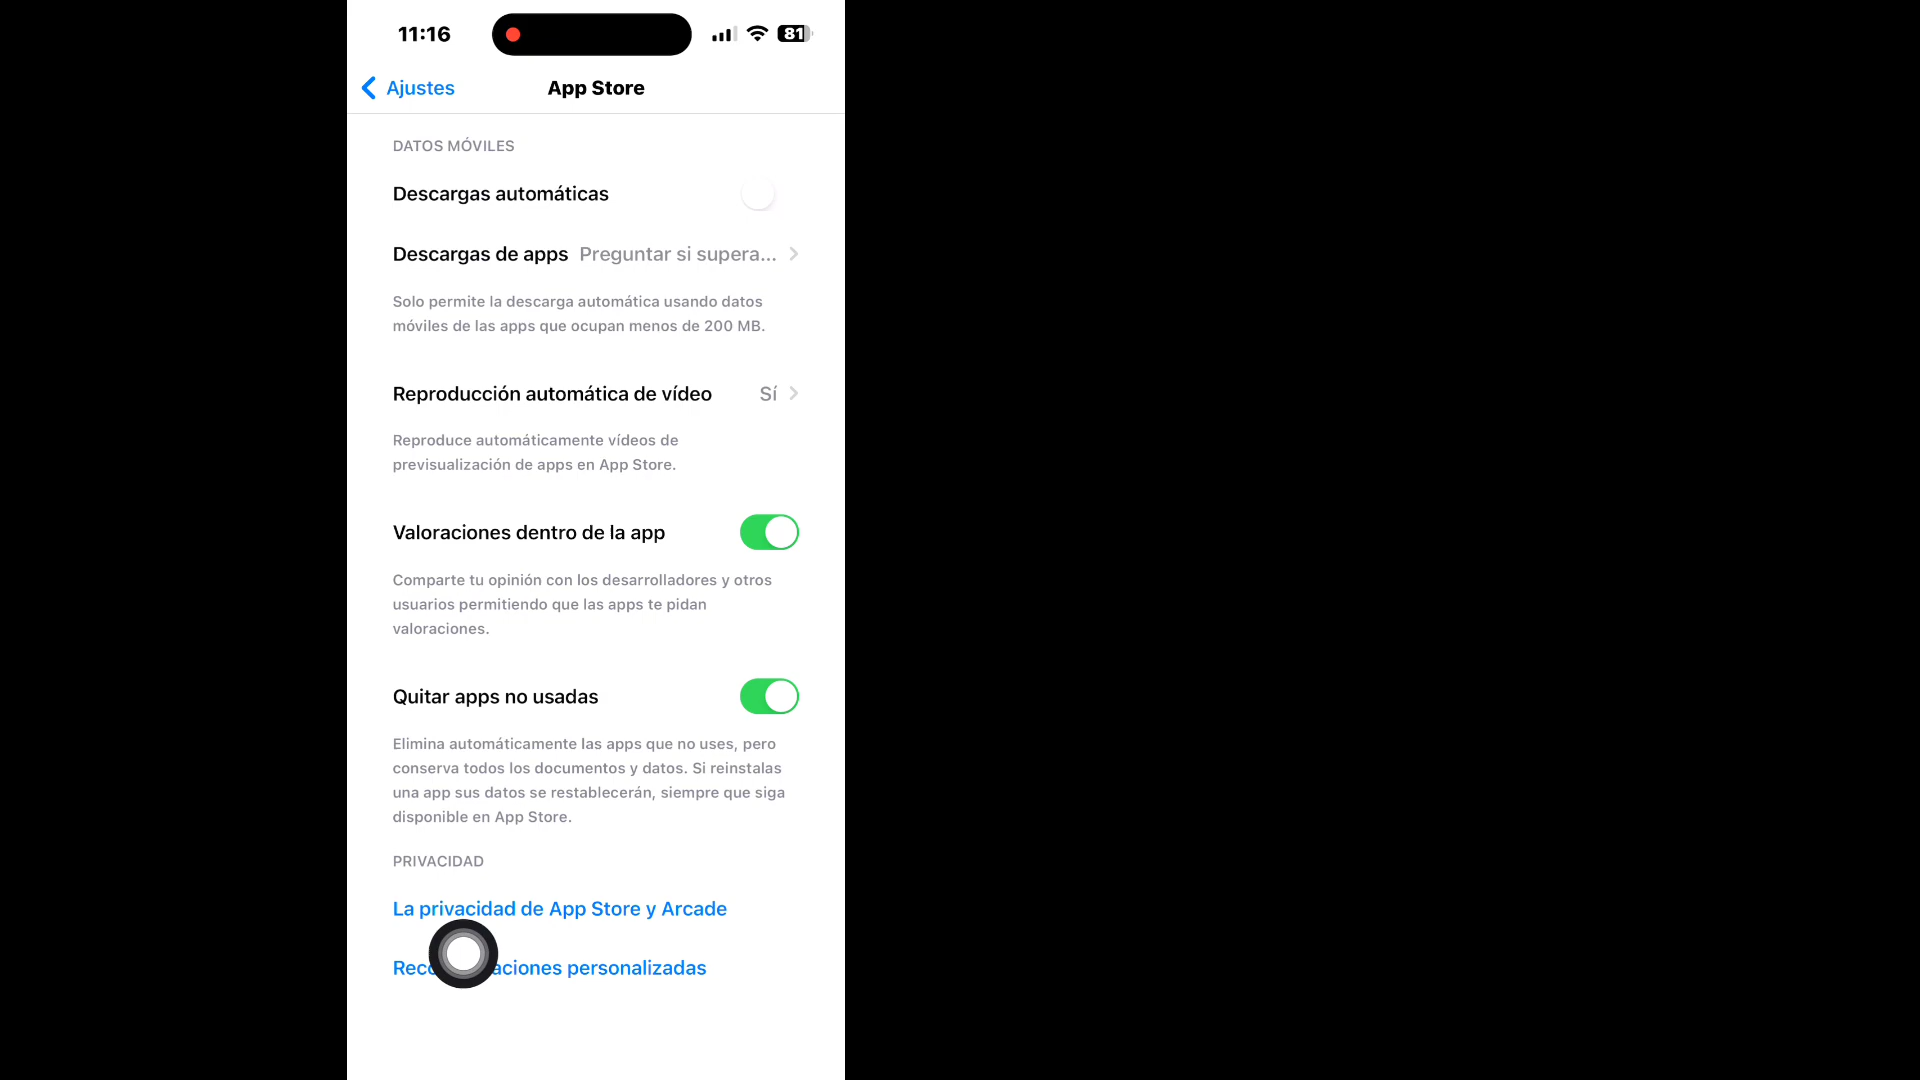 11:16
81
Ajustes
App Store
DATOS MÓVILES
Descargas automáticas
Descargas de apps Preguntar si supera...
Solo permite la descarga automática usando datos
móviles de las apps que ocupan menos de 200 MB.
Reproducción automática de vídeo Sí
Reproduce automáticamente vídeos de
previsualización de apps en App Store.
Valoraciones dentro de la app
Comparte tu opinión con los desarrolladores y otros
usuarios permitiendo que las apps te pidan
valoraciones.
Quitar apps no usadas
Elimina automáticamente las apps que no uses, pero
conserva todos los documentos y datos. Si reinstalas
una app sus datos se restablecerán, siempre que siga
disponible en App Store.
PRIVACIDAD
La privacidad de App Store y Arcade
personalizadas